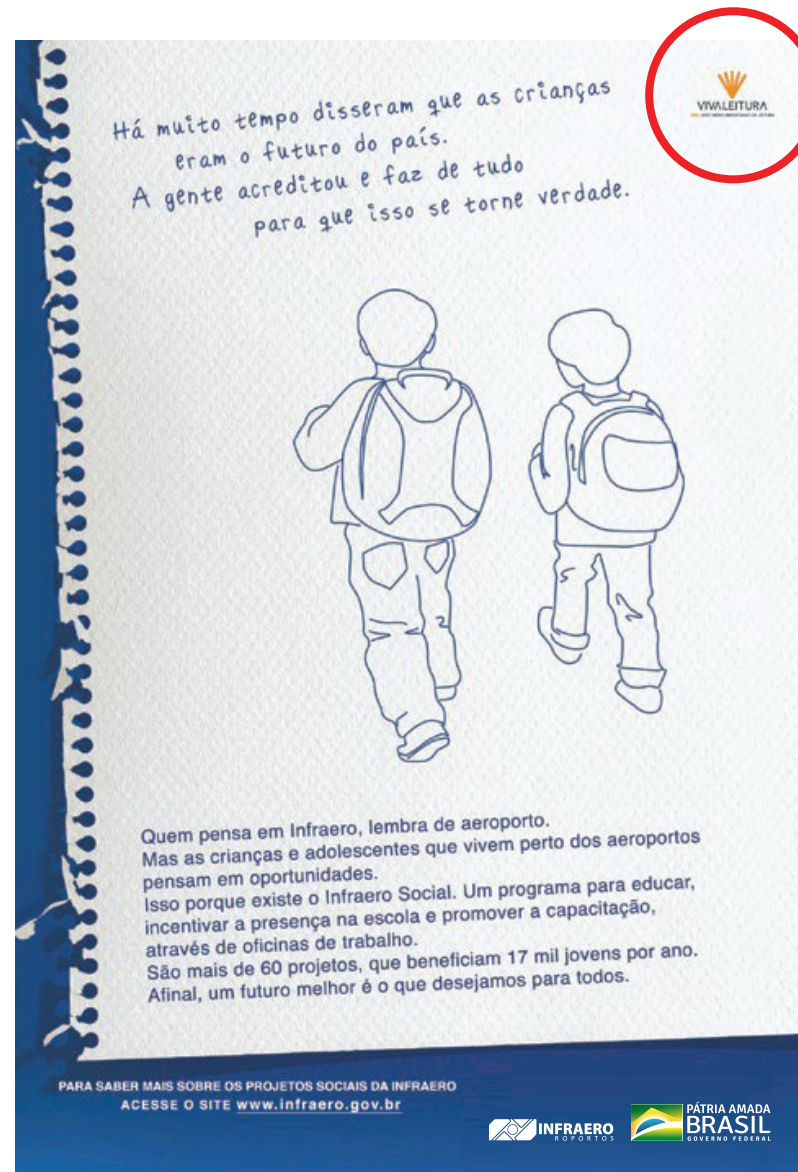 Há muito tempo disseram que as crianças
eram o futuro do país.
A gente acreditou e faz de tudo
para que isso se torne verdade.
VIVALEITURA
Quem pensa em Infraero, lembra de aeroporto.
Mas as crianças e adolescentes que vivem perto dos aeroportos
pensam em oportunidades.
Isso porque existe o Infraero Social. Um programa para educar,
incentivar a presença na escola e promover a capacitação,
através de oficinas de trabalho.
São mais de 60 projetos, que beneficiam 17 mil jovens por ano.
Afinal, um futuro melhor é o que desejamos para todos.
PARA SABER MAIS SOBRE OS PROJETOS SOCIAIS DA INFRAERO
ACESSE O SITE www.infraero.gov.br
INFRAERO
ROPORTOS
PÁTRIA AMADA
BRASIL
GOVERNO FEDERAL